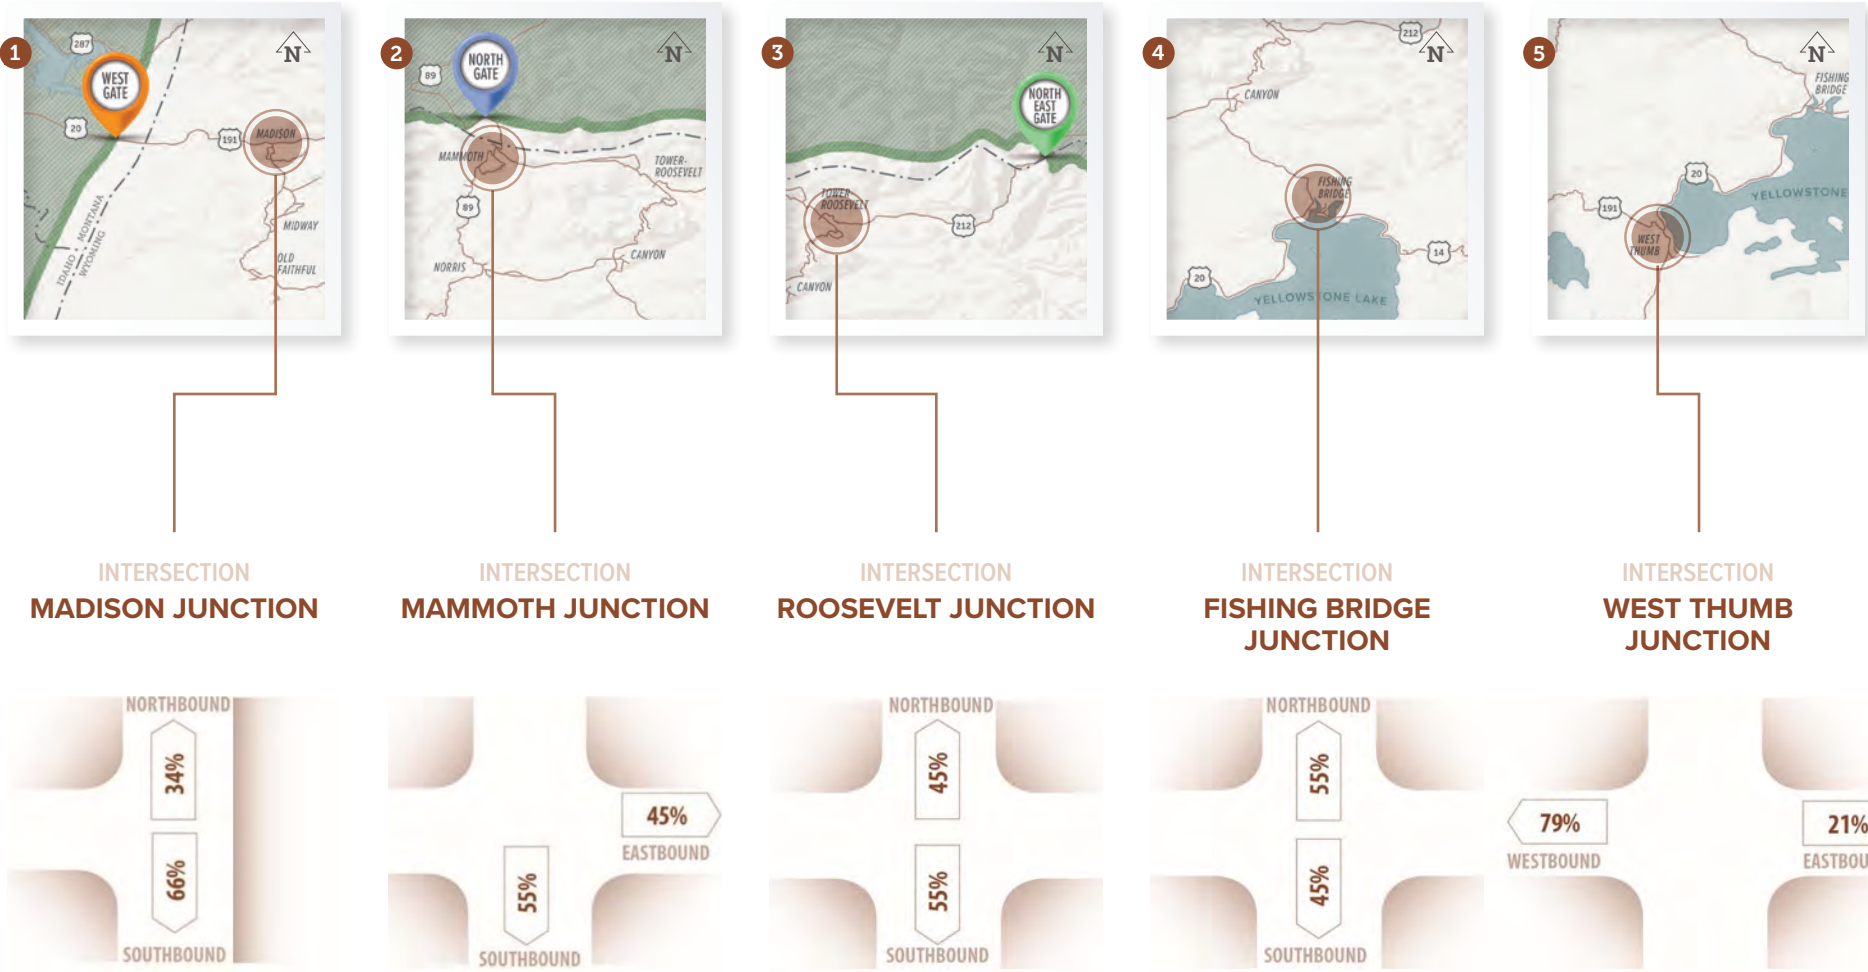 1
287
WEST
GATE
N
20
191
MADISON
MIDWAY
OLD
FAITHFUL
MONTANA
IDAHO
WYOMING
2
NORTH
GATE
N
89
MAMMOTH
TOWER-
ROOSEVELT
89
NORRIS
CANYON
3
N
NORTH
EAST
GATE
TOWER-
ROOSEVELT
212
CANYON
4
212
N
CANYON
FISHING
BRIDGE
14
20
YELLOWSTONE LAKE
5
N
FISHING
BRIDGE
20
YELLOWSTONE
191
WEST
THUMB
INTERSECTION
MADISON JUNCTION
INTERSECTION
MAMMOTH JUNCTION
INTERSECTION
ROOSEVELT JUNCTION
INTERSECTION
FISHING BRIDGE
JUNCTION
INTERSECTION
WEST THUMB
JUNCTION
NORTHBOUND
34%
66%
SOUTHBOUND
45%
EASTBOUND
55%
SOUTHBOUND
NORTHBOUND
45%
55%
SOUTHBOUND
NORTHBOUND
55%
45%
SOUTHBOUND
79%
WESTBOUND
21%
EASTBOU